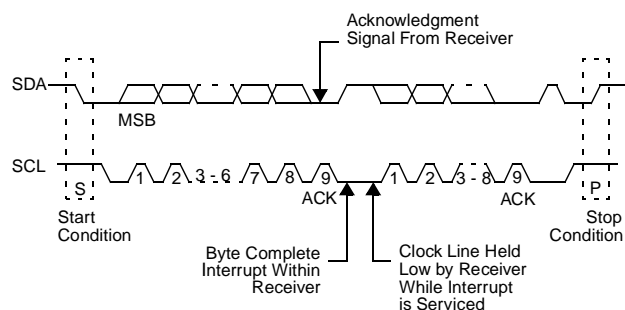 Acknowledgment
Signal From Receiver
SDA
MSB
SCL
S
1
2
3 - 6
7
8
9
ACK
1
2
3 - 8
9
ACK
P
Start
Condition
Stop
Condition
Byte Complete
Interrupt Within
Receiver
Clock Line Held
Low by Receiver
While Interrupt
is Serviced